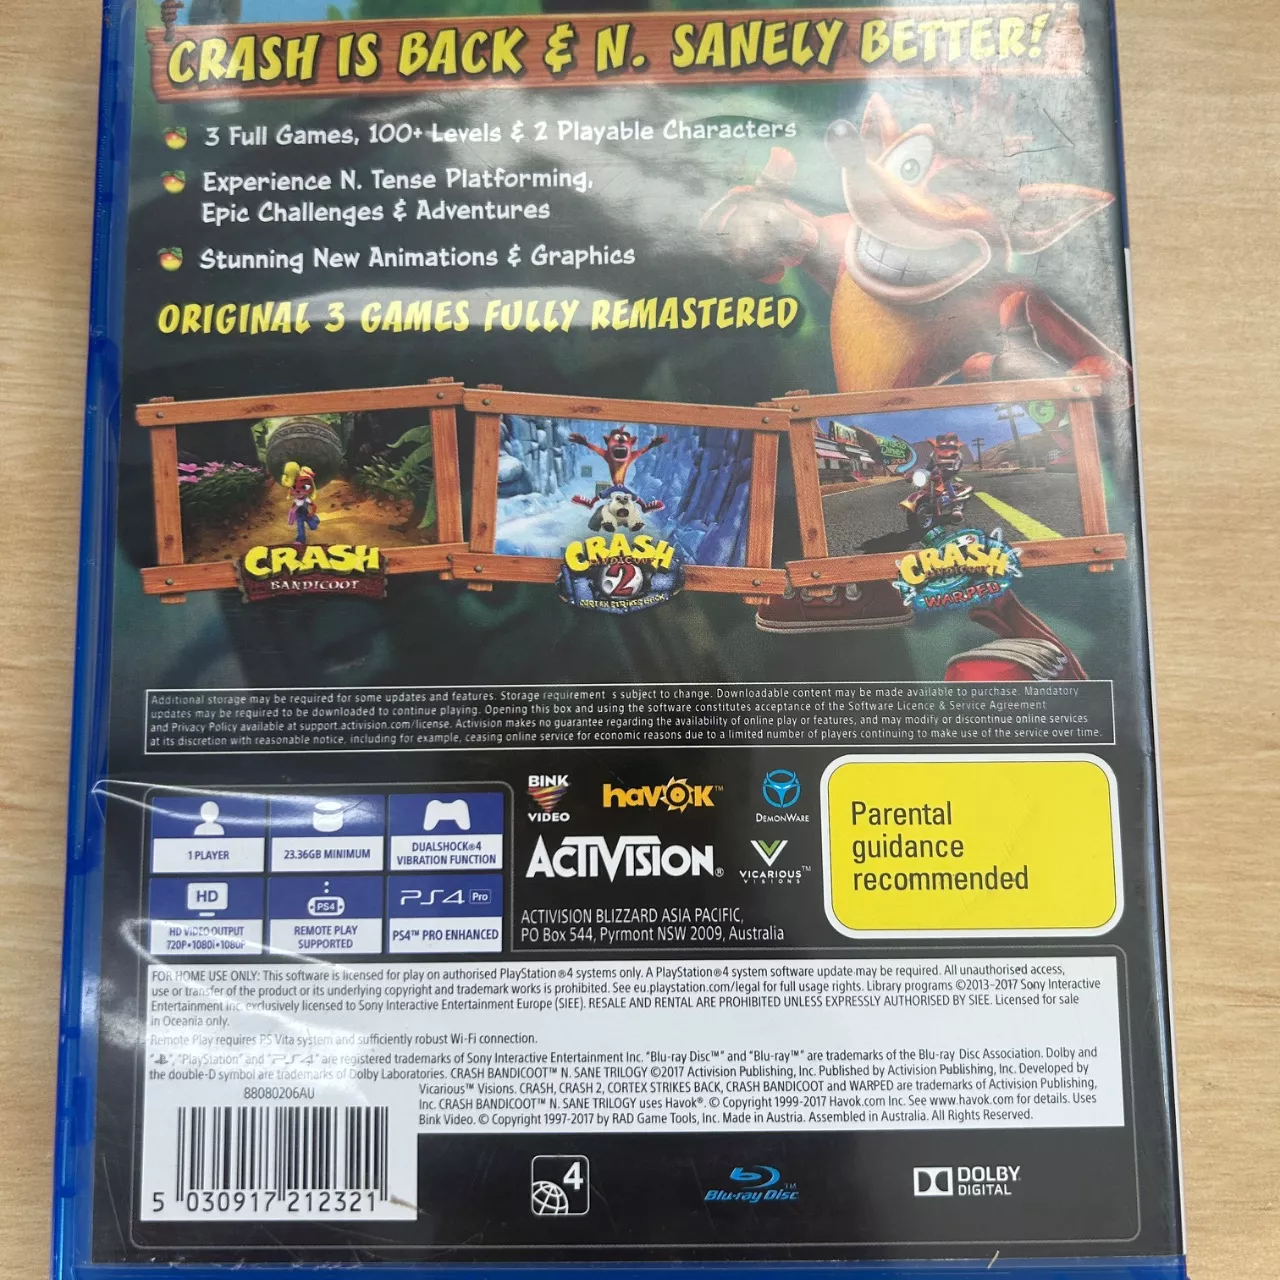 CRASH IS BACK & N. SANELY BETTER!
3 Full Games, 100+ Levels & 2 Playable Characters
Experience N. Tense Platforming,
Epic Challenges & Adventures
Stunning New Animations & Graphics
ORIGINAL 3 GAMES FULLY REMASTERED
CRASH
BANDICOOT
CRASH
BANDICOOT
2
CORTEX STRIKES BACK
CRASH
BANDICOOT
3
WARPED
Additional storage may be required for some updates and features. Storage requirement s subject to change. Downloadable content may be made available to purchase. Mandatory
updates may be required to be downloaded to continue playing. Opening this box and using the software constitutes acceptance of the Software Licence & Service Agreement
and Privacy Policy available at support.activision.com/license. Activision makes no guarantee regarding the availability of online play or features, and may modify or discontinue online services
at its discretion with reasonable notice, including for example, ceasing online service for economic reasons due to a limited number of players continuing to make use of the service over time.
1 PLAYER
23.36GB MINIMUM
DUALSHOCK®4
VIBRATION FUNCTION
HD
HD VIDEO OUTPUT
720P•1080i•1080P
PS4
REMOTE PLAY
SUPPORTED
PS4 Pro
PS4™ PRO ENHANCED
BINK
VIDEO
havok™
DEMONWARE
ACTIVISION®
VICARIOUS™
VISIONS
ACTIVISION BLIZZARD ASIA PACIFIC,
PO Box 544, Pyrmont NSW 2009, Australia
Parental
guidance
recommended
FOR HOME USE ONLY: This software is licensed for play on authorised PlayStation®4 systems only. A PlayStation®4 system software update may be required. All unauthorised access,
use or transfer of the product or its underlying copyright and trademark works is prohibited. See eu.playstation.com/legal for full usage rights. Library programs ©2013-2017 Sony Interactive
Entertainment Inc. exclusively licensed to Sony Interactive Entertainment Europe (SIEE). RESALE AND RENTAL ARE PROHIBITED UNLESS EXPRESSLY AUTHORISED BY SIEE. Licensed for sale
in Oceania only.
Remote Play requires PS Vita system and sufficiently robust Wi-Fi connection.
"PlayStation" and "PS4" are registered trademarks of Sony Interactive Entertainment Inc. "Blu-ray Disc™" and "Blu-ray™" are trademarks of the Blu-ray Disc Association. Dolby and
the double-D symbol are trademarks of Dolby Laboratories. CRASH BANDICOOT™ N. SANE TRILOGY ©2017 Activision Publishing, Inc. Published by Activision Publishing, Inc. Developed by
Vicarious™ Visions. CRASH, CRASH 2, CORTEX STRIKES BACK, CRASH BANDICOOT and WARPED are trademarks of Activision Publishing,
Inc. CRASH BANDICOOT™ N. SANE TRILOGY uses Havok®. © Copyright 1999-2017 Havok.com Inc. See www.havok.com for details. Uses
Bink Video. © Copyright 1997-2017 by RAD Game Tools, Inc. Made in Austria. Assembled in Australia. All Rights Reserved.
88080206AU
5 030917 212321
4
Blu-ray Disc™
DOLBY
DIGITAL